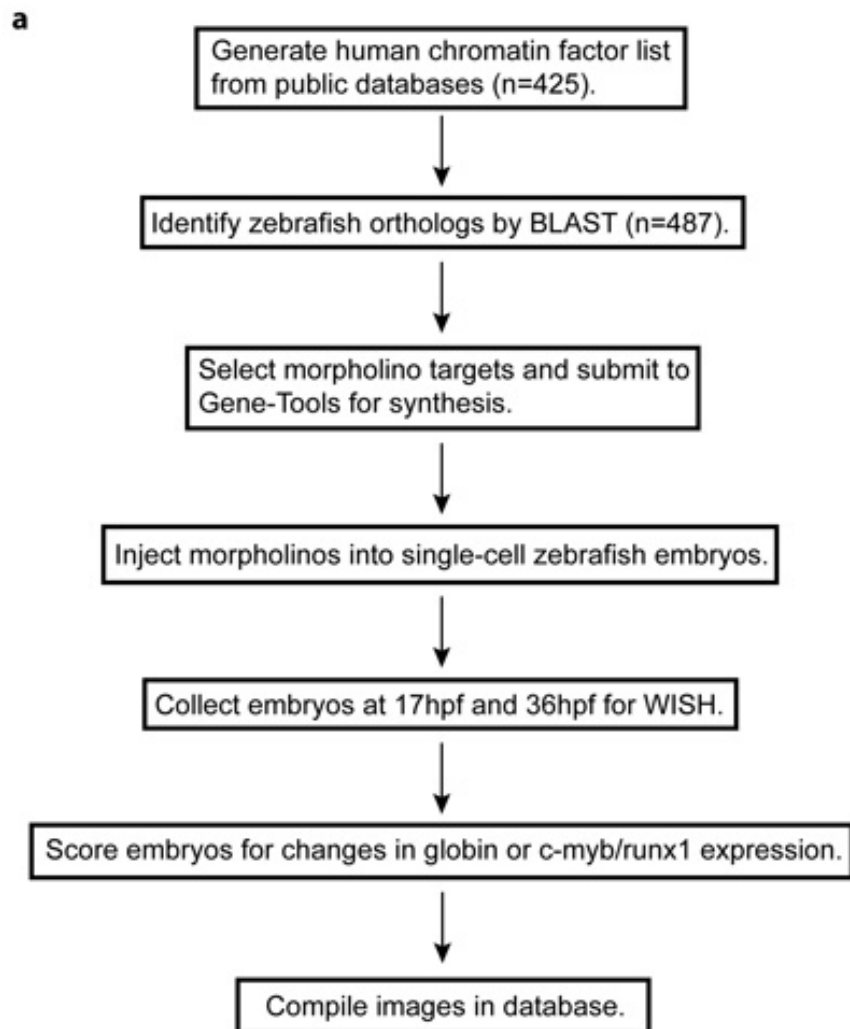 a
Generate human chromatin factor list
from public databases (n=425).
Identify zebrafish orthologs by BLAST (n=487).
Select morpholino targets and submit to
Gene-Tools for synthesis.
Inject morpholinos into single-cell zebrafish embryos.
Collect embryos at 17hpf and 36hpf for WISH.
Score embryos for changes in globin or c-myb/runx1 expression.
Compile images in database.